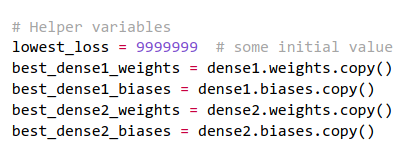 # Helper variables
lowest_loss = 9999999  # some initial value
best_dense1_weights = dense1.weights.copy()
best_dense1_biases = dense1.biases.copy()
best_dense2_weights = dense2.weights.copy()
best_dense2_biases = dense2.biases.copy()